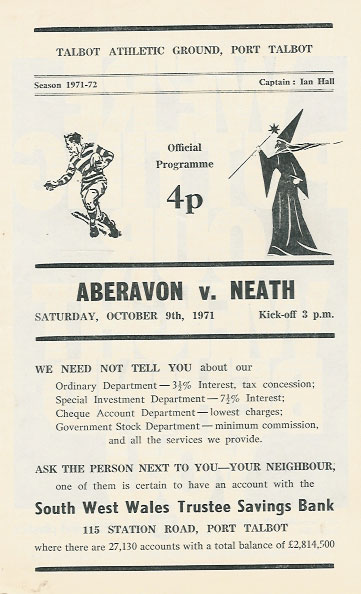 TALBOT ATHLETIC GROUND, PORT TALBOT
Season 1971-72 Captain : Ian Hall
Official
Programme
4p
ABERAVON v. NEATH
SATURDAY, OCTOBER 9th, 1971 Kick-off 3 p.m.
WE NEED NOT TELL YOU about our
Ordinary Department — 3½% Interest, tax concession;
Special Investment Department — 7½% Interest;
Cheque Account Department — lowest charges;
Government Stock Department — minimum commission,
and all the services we provide.
ASK THE PERSON NEXT TO YOU—YOUR NEIGHBOUR,
one of them is certain to have an account with the
South West Wales Trustee Savings Bank
115 STATION ROAD, PORT TALBOT
where there are 27,130 accounts with a total balance of £2,814,500